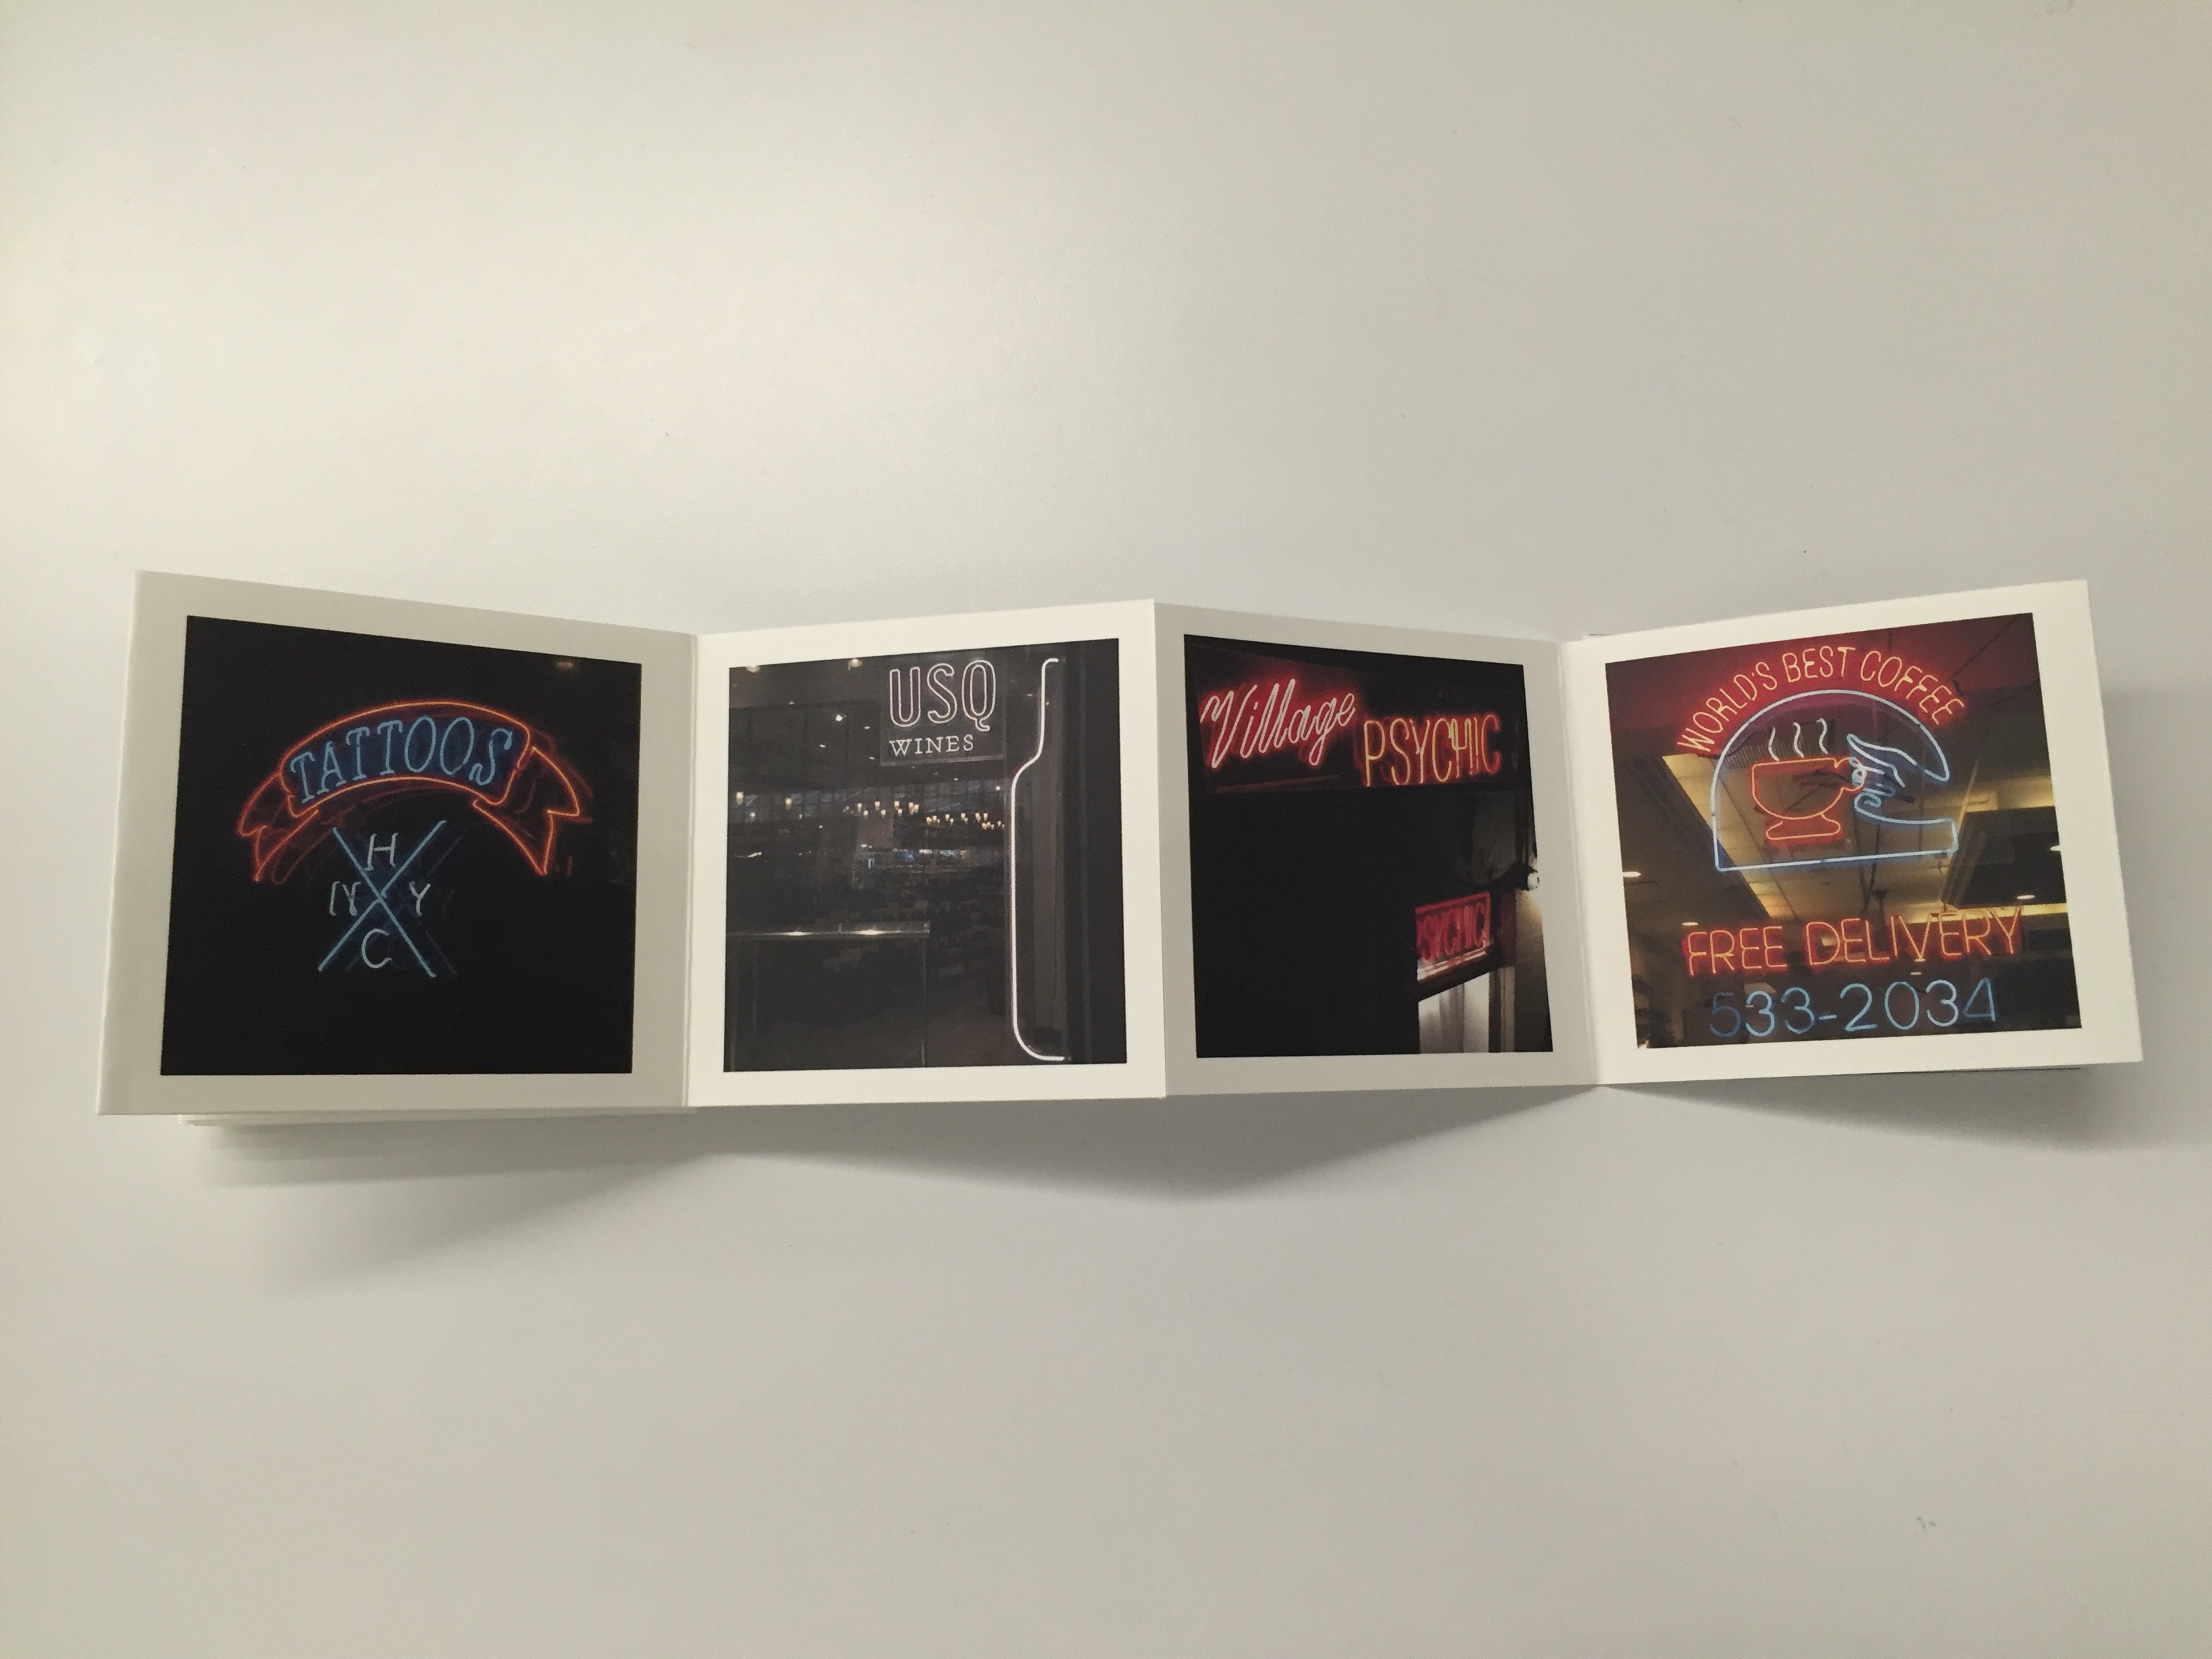 TATTOOS
H
N Y
C
USQ
WINES
Village
PSYCHIC
PSYCHIC
WORLD'S BEST COFFEE
FREE DELIVERY
533-2034